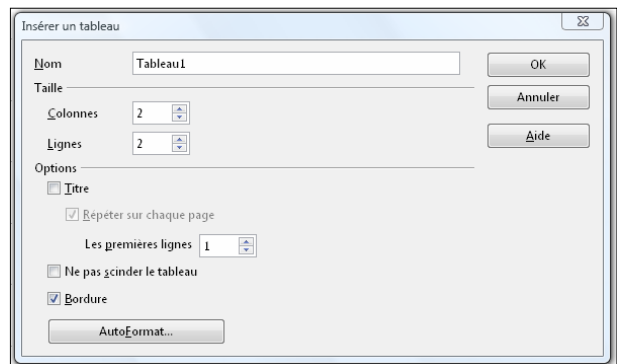 Insérer un tableau
Nom
Tableau1
OK
Taille
Annuler
Colonnes
2
Aide
Lignes
2
Options
Titre
Répéter sur chaque page
Les premières lignes
1
Ne pas scinder le tableau
Bordure
AutoFormat...